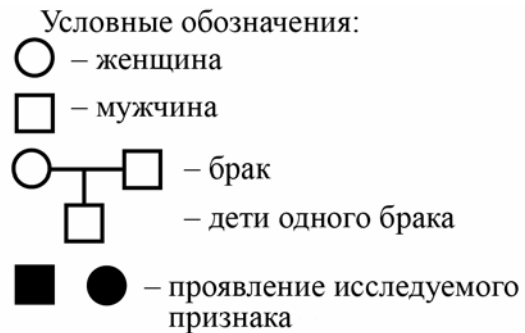 Условные обозначения:
– женщина
– мужчина
– брак
– дети одного брака
– проявление исследуемого
признака